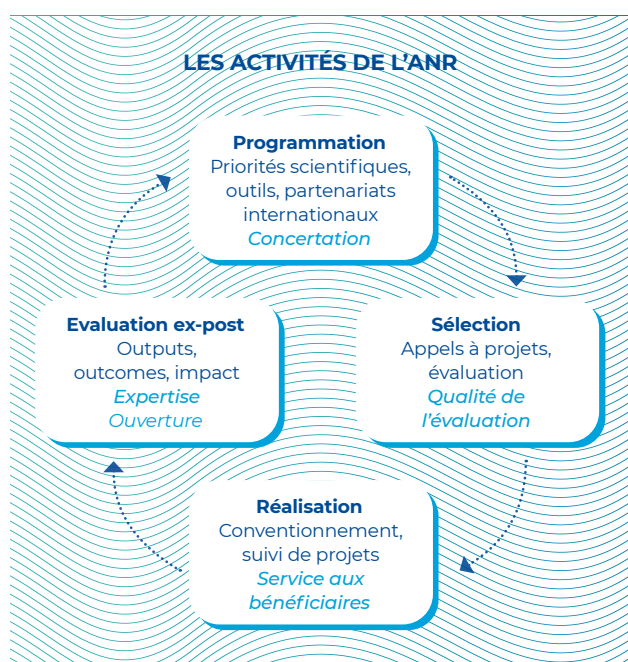 LES ACTIVITÉS DE L'ANR
Programmation
Priorités scientifiques,
outils, partenariats
internationaux
Concertation
Sélection
Appels à projets,
évaluation
Qualité de
l'évaluation
Réalisation
Conventionnement,
suivi de projets
Service aux
bénéficiaires
Evaluation ex-post
Outputs,
outcomes, impact
Expertise
Ouverture